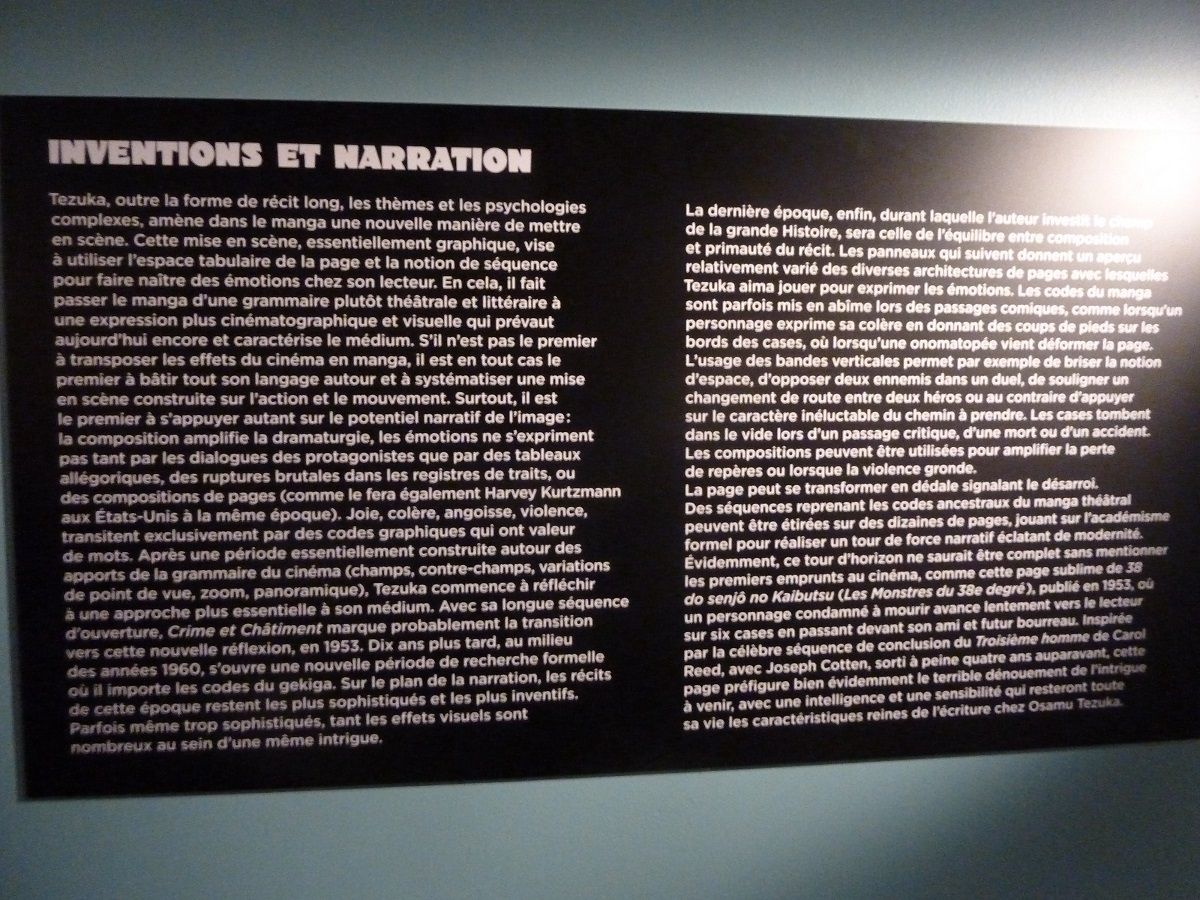 INVENTIONS ET NARRATION
Tezuka, outre la forme de récit long, les thèmes et les psychologies
complexes, amène dans le manga une nouvelle manière de mettre
en scène. Cette mise en scène, essentiellement graphique, vise
à utiliser l'espace tabulaire de la page et la notion de séquence
pour faire naître des émotions chez son lecteur. En cela, il fait
passer le manga d'une grammaire plutôt théâtrale et littéraire à
une expression plus cinématographique et visuelle qui prévaut
aujourd'hui encore et caractérise le médium. S'il n'est pas le premier
à transposer les effets du cinéma en manga, il est en tout cas le
premier à bâtir tout son langage autour et à systématiser une mise
en scène construite sur l'action et le mouvement. Surtout, il est
le premier à s'appuyer autant sur le potentiel narratif de l'image :
la composition amplifie la dramaturgie, les émotions ne s'expriment
pas tant par les dialogues des protagonistes que par des tableaux
allégoriques, des ruptures brutales dans les registres de traits, ou
des compositions de pages (comme le fera également Harvey Kurtzmann
aux États-Unis à la même époque). Joie, colère, angoisse, violence,
transitent exclusivement par des codes graphiques qui ont valeur
de mots. Après une période essentiellement construite autour des
apports de la grammaire du cinéma (champs, contre-champs, variations
de point de vue, zoom, panoramique), Tezuka commence à réfléchir
à une approche plus essentielle à son médium. Avec sa longue séquence
d'ouverture, Crime et Châtiment marque probablement la transition
vers cette nouvelle réflexion, en 1953. Dix ans plus tard, au milieu
des années 1960, s'ouvre une nouvelle période de recherche formelle
où il importe les codes du gekiga. Sur le plan de la narration, les récits
de cette époque restent les plus sophistiqués et les plus inventifs.
Parfois même trop sophistiqués, tant les effets visuels sont
nombreux au sein d'une même intrigue.
La dernière époque, enfin, durant laquelle l'auteur investit le champ
de la grande Histoire, sera celle de l'équilibre entre composition
et primauté du récit. Les panneaux qui suivent donnent un aperçu
relativement varié des diverses architectures de pages avec lesquelles
Tezuka aima jouer pour exprimer les émotions. Les codes du manga
sont parfois mis en abîme lors des passages comiques, comme lorsqu'un
personnage exprime sa colère en donnant des coups de pieds sur les
bords des cases, où lorsqu'une onomatopée vient déformer la page.
L'usage des bandes verticales permet par exemple de briser la notion
d'espace, d'opposer deux ennemis dans un duel, de souligner un
changement de route entre deux héros ou au contraire d'appuyer
sur le caractère inéluctable du chemin à prendre. Les cases tombent
dans le vide lors d'un passage critique, d'une mort ou d'un accident.
Les compositions peuvent être utilisées pour amplifier la perte
de repères ou lorsque la violence gronde.
La page peut se transformer en dédale signalant le désarroi.
Des séquences reprenant les codes ancestraux du manga théâtral
peuvent être étirées sur des dizaines de pages, jouant sur l'académisme
formel pour réaliser un tour de force narratif éclatant de modernité.
Évidemment, ce tour d'horizon ne saurait être complet sans mentionner
les premiers emprunts au cinéma, comme cette page sublime de 38
do senjô no Kaibutsu (Les Monstres du 38e degré), publié en 1953, où
un personnage condamné à mourir avance lentement vers le lecteur
sur six cases en passant devant son ami et futur bourreau. Inspirée
par la célèbre séquence de conclusion du Troisième homme de Carol
Reed, avec Joseph Cotten, sorti à peine quatre ans auparavant, cette
page préfigure bien évidemment le terrible dénouement de l'intrigue
à venir, avec une intelligence et une sensibilité qui resteront toute
sa vie les caractéristiques reines de l'écriture chez Osamu Tezuka.